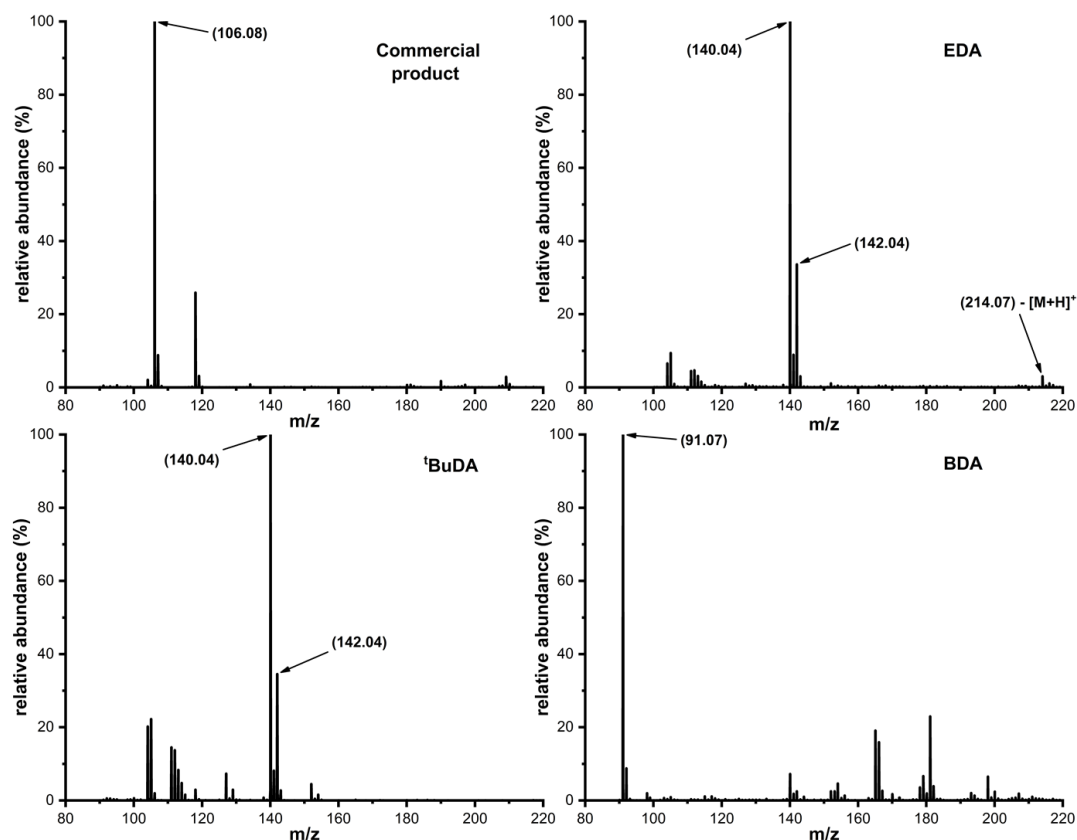 Commercial
product
(106.08)
relative abundance (%)
100
80
60
40
20
0
80 100 120 140 160 180 200 220
m/z
EDA
(140.04)
(142.04)
(214.07) - [M+H]⁺
relative abundance (%)
100
80
60
40
20
0
80 100 120 140 160 180 200 220
m/z
ᵗBuDA
(140.04)
(142.04)
relative abundance (%)
100
80
60
40
20
0
80 100 120 140 160 180 200 220
m/z
BDA
(91.07)
relative abundance (%)
100
80
60
40
20
0
80 100 120 140 160 180 200 220
m/z